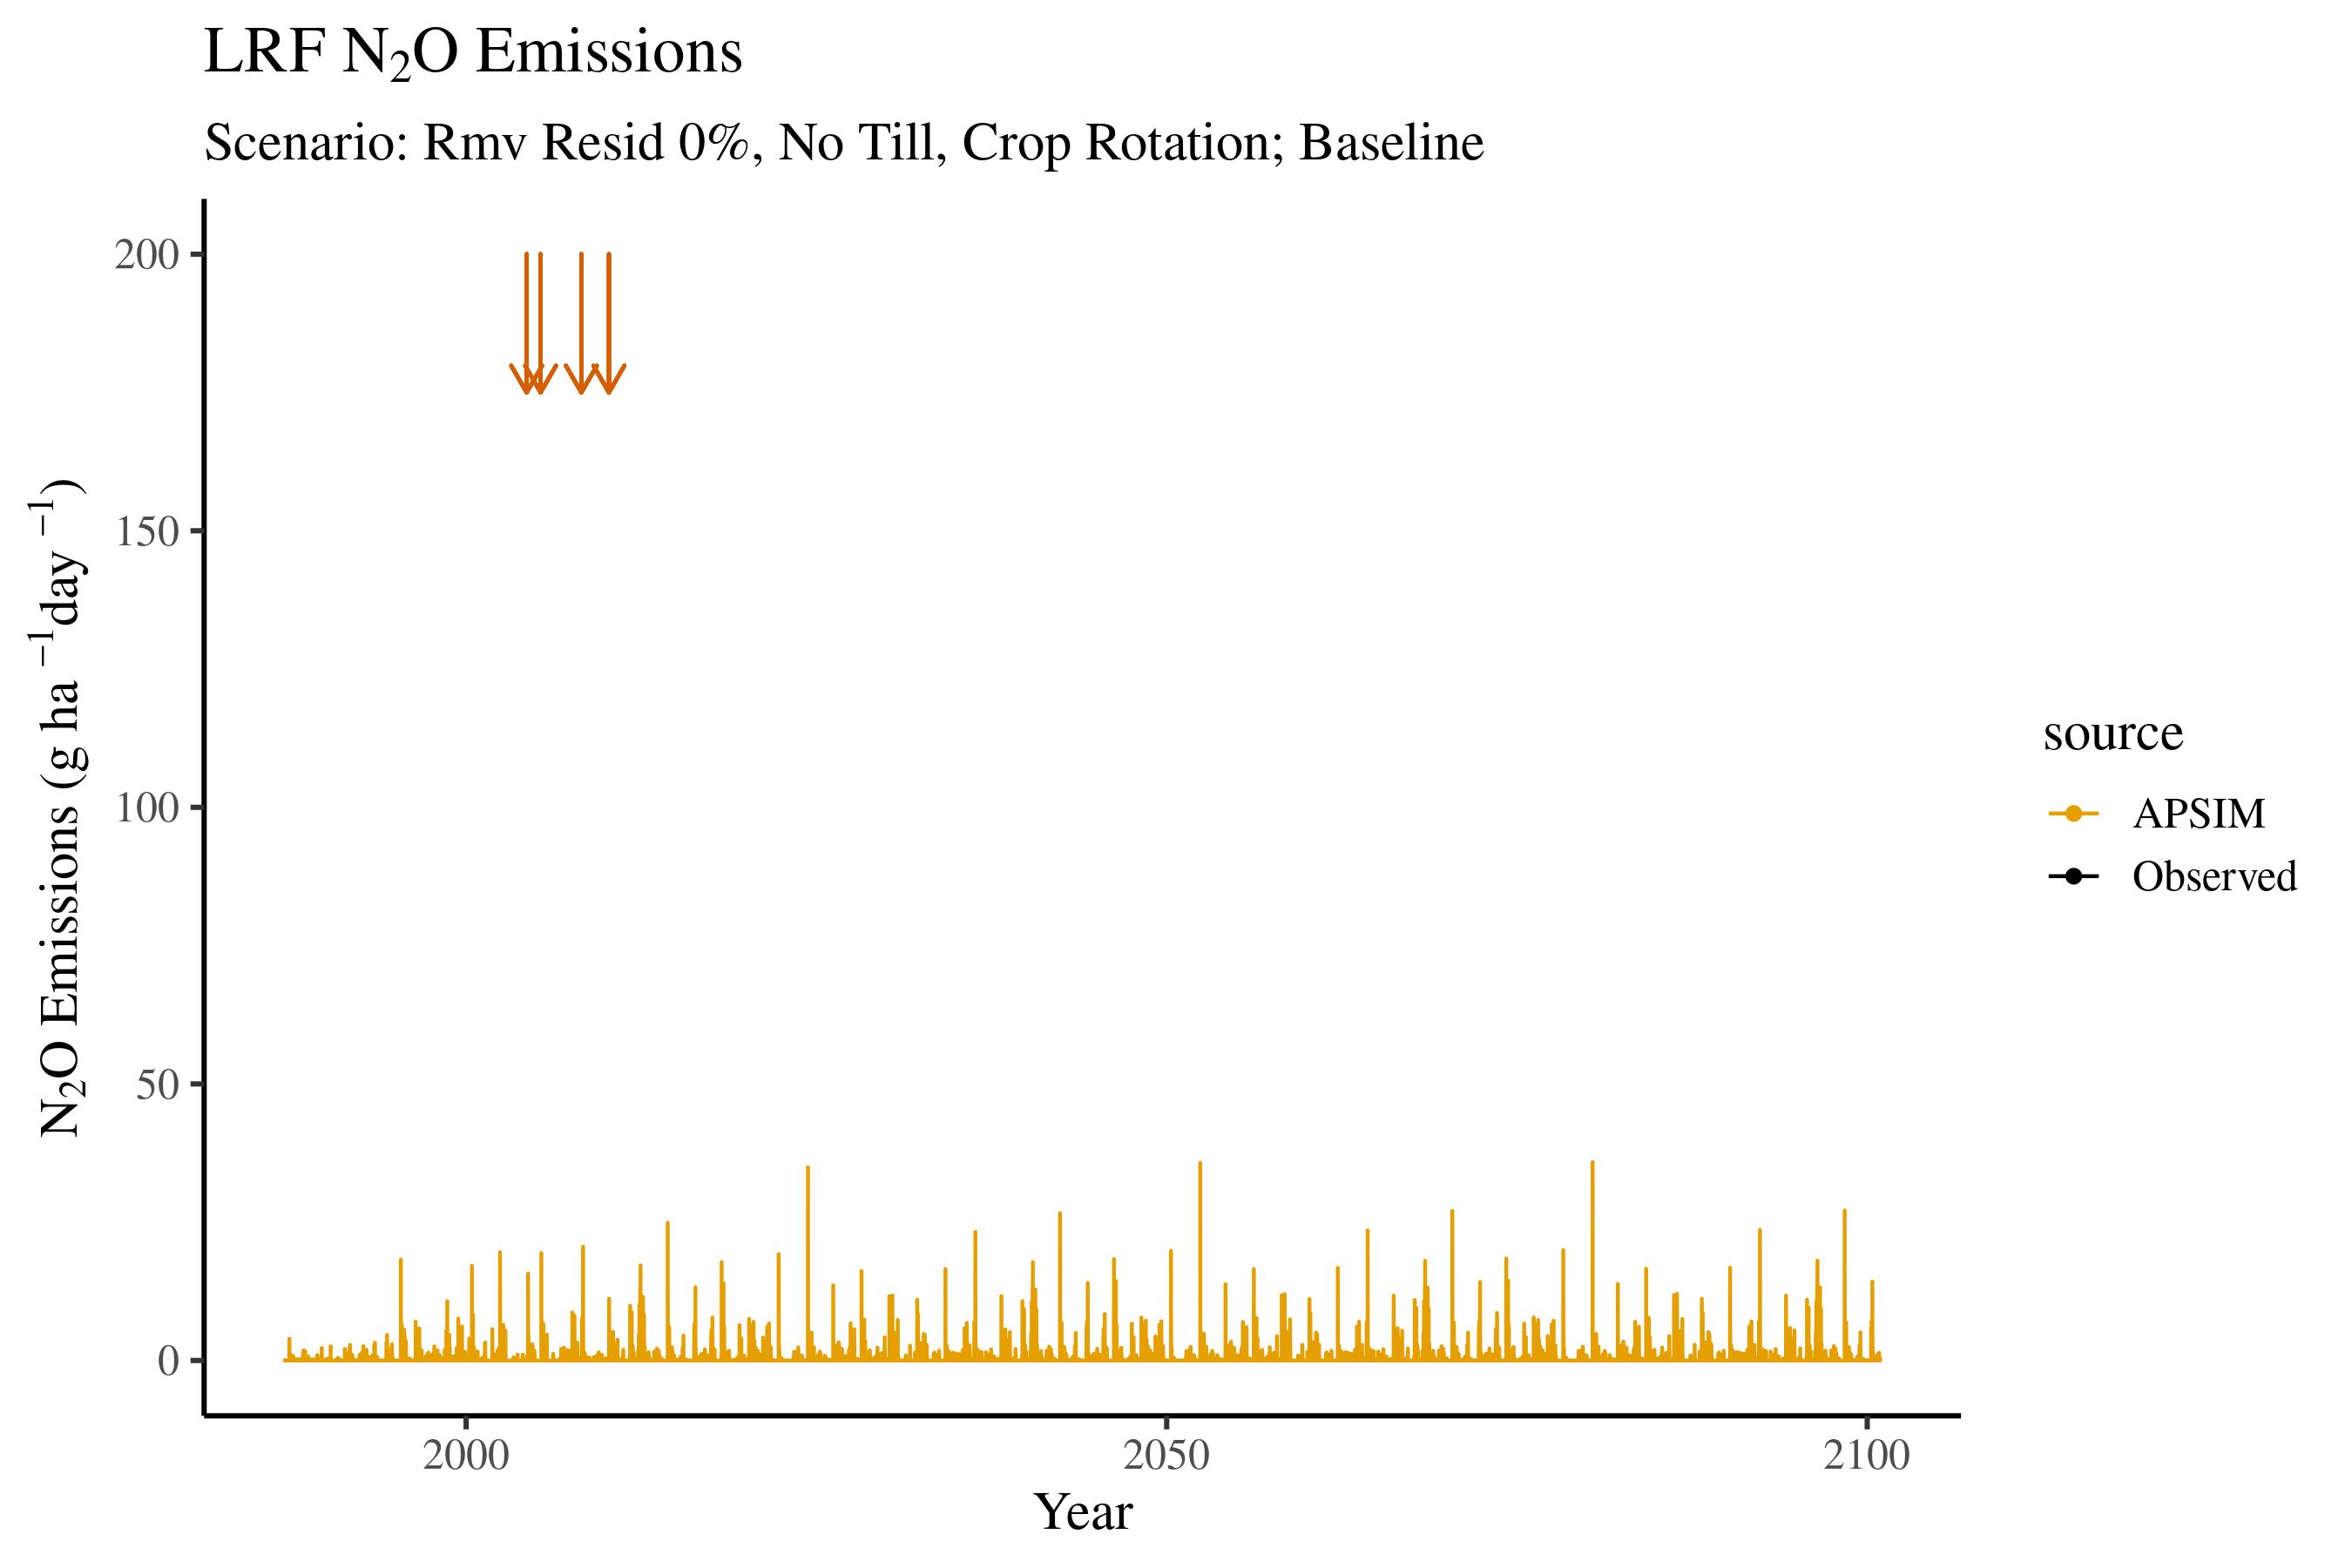 LRF N₂O Emissions
Scenario: Rmv Resid 0%, No Till, Crop Rotation; Baseline
N₂O Emissions (g ha ⁻¹day ⁻¹)
200
150
100
50
0
2000 2050 2100
Year
source
APSIM
Observed